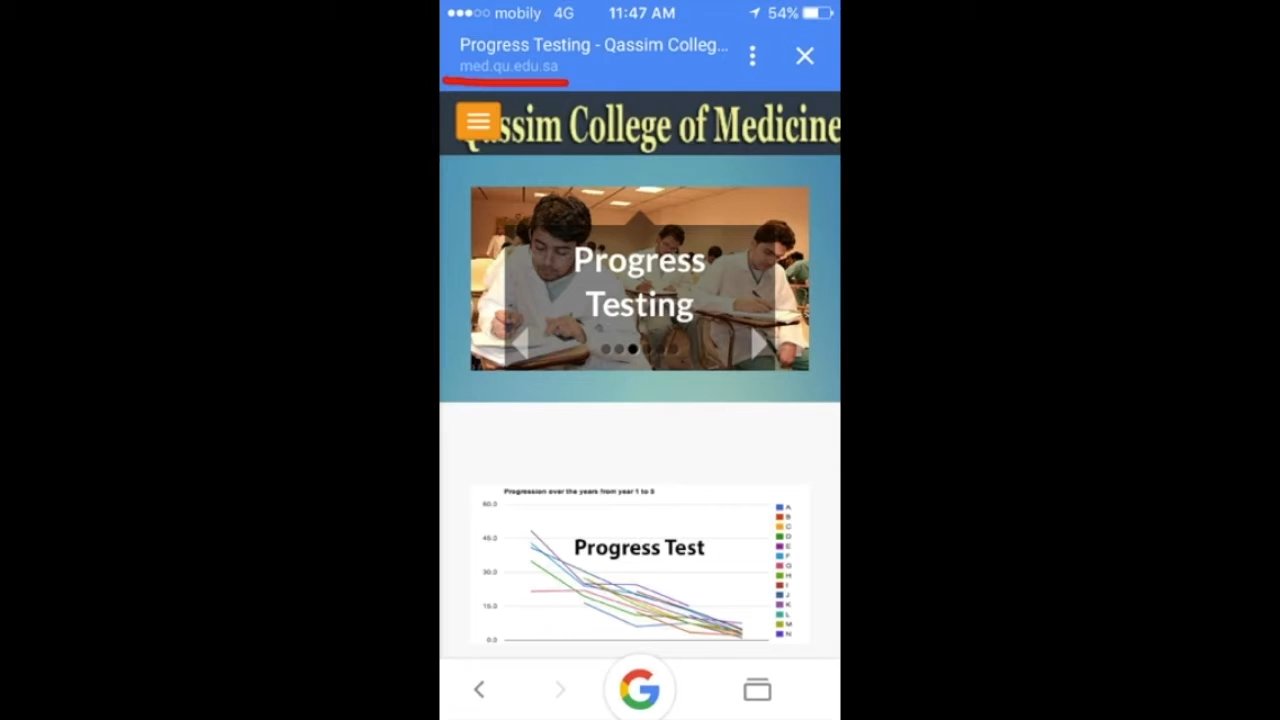 mobily 4G 11:47 AM 54%
Progress Testing - Qassim Colleg...
med.qu.edu.sa
Qassim College of Medicine
Progress
Testing
Progression over the years from year 1 to 5
60.0
45.0
30.0
15.0
0.0
Progress Test
A
B
C
D
E
F
G
H
I
J
K
L
M
N
G